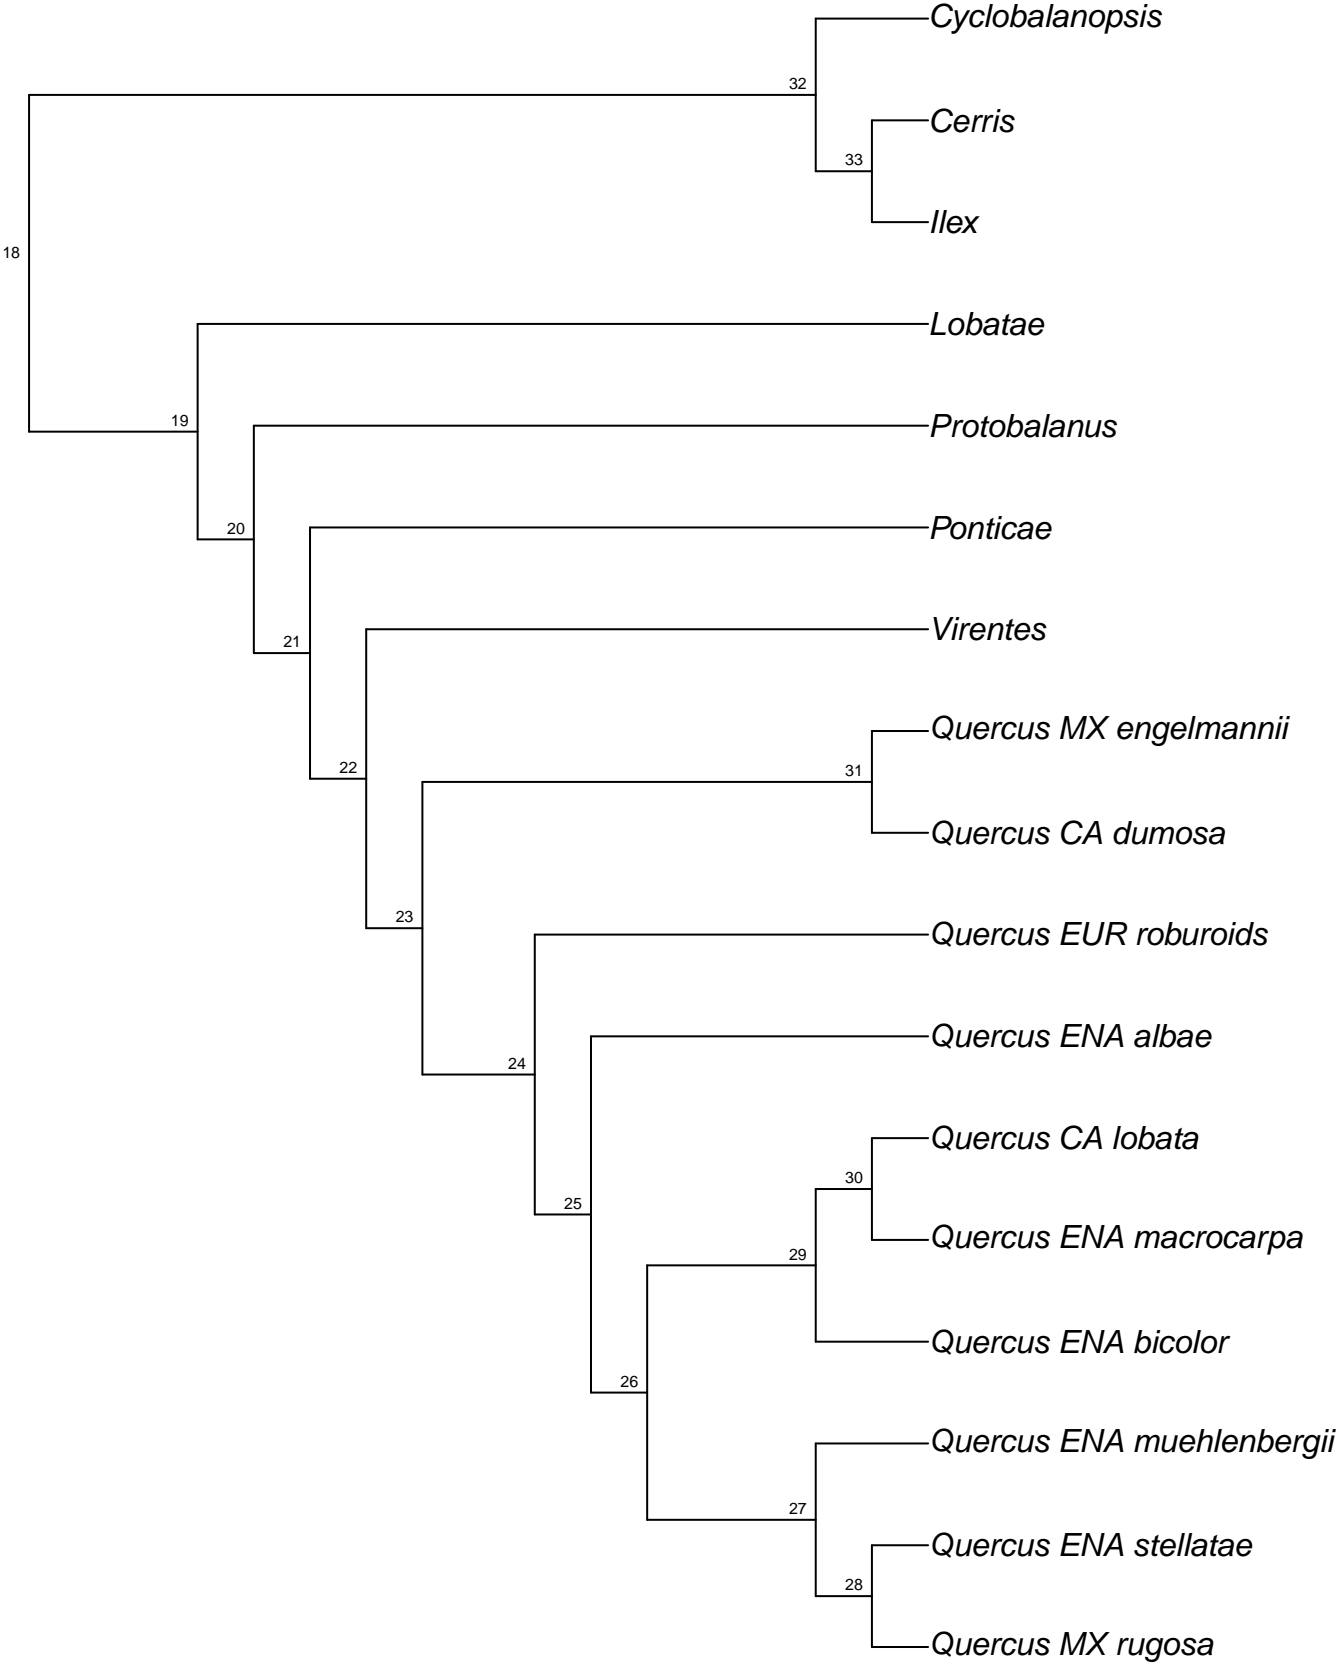 Cyclobalanopsis
32
Cerris
33
Ilex
18
Lobatae
19
Protobalanus
20
Ponticae
21
Virentes
Quercus MX engelmannii
22
31
Quercus CA dumosa
23
Quercus EUR roburoids
Quercus ENA albae
24
Quercus CA lobata
30
25
Quercus ENA macrocarpa
29
Quercus ENA bicolor
26
Quercus ENA muehlenbergii
27
Quercus ENA stellatae
28
Quercus MX rugosa